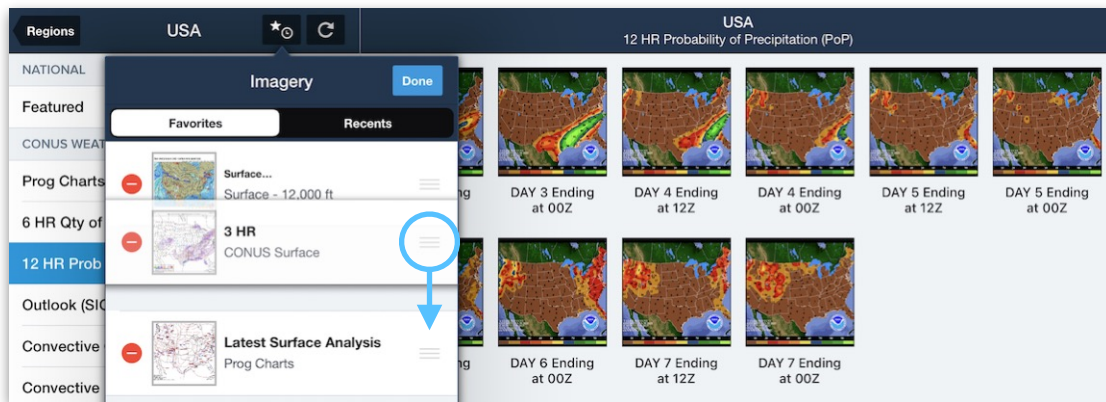 Regions
USA
USA
12 HR Probability of Precipitation (PoP)
NATIONAL
Featured
CONUS WEAT
Prog Charts
6 HR Qty of
12 HR Prob
Outlook (SIG
Convective
Convective
Imagery
Done
Favorites
Recents
Surface...
Surface - 12,000 ft
3 HR
CONUS Surface
Latest Surface Analysis
Prog Charts
ng
DAY 3 Ending
at 00Z
DAY 4 Ending
at 12Z
DAY 4 Ending
at 00Z
DAY 5 Ending
at 12Z
DAY 5 Ending
at 00Z
ng
DAY 6 Ending
at 00Z
DAY 7 Ending
at 12Z
DAY 7 Ending
at 00Z